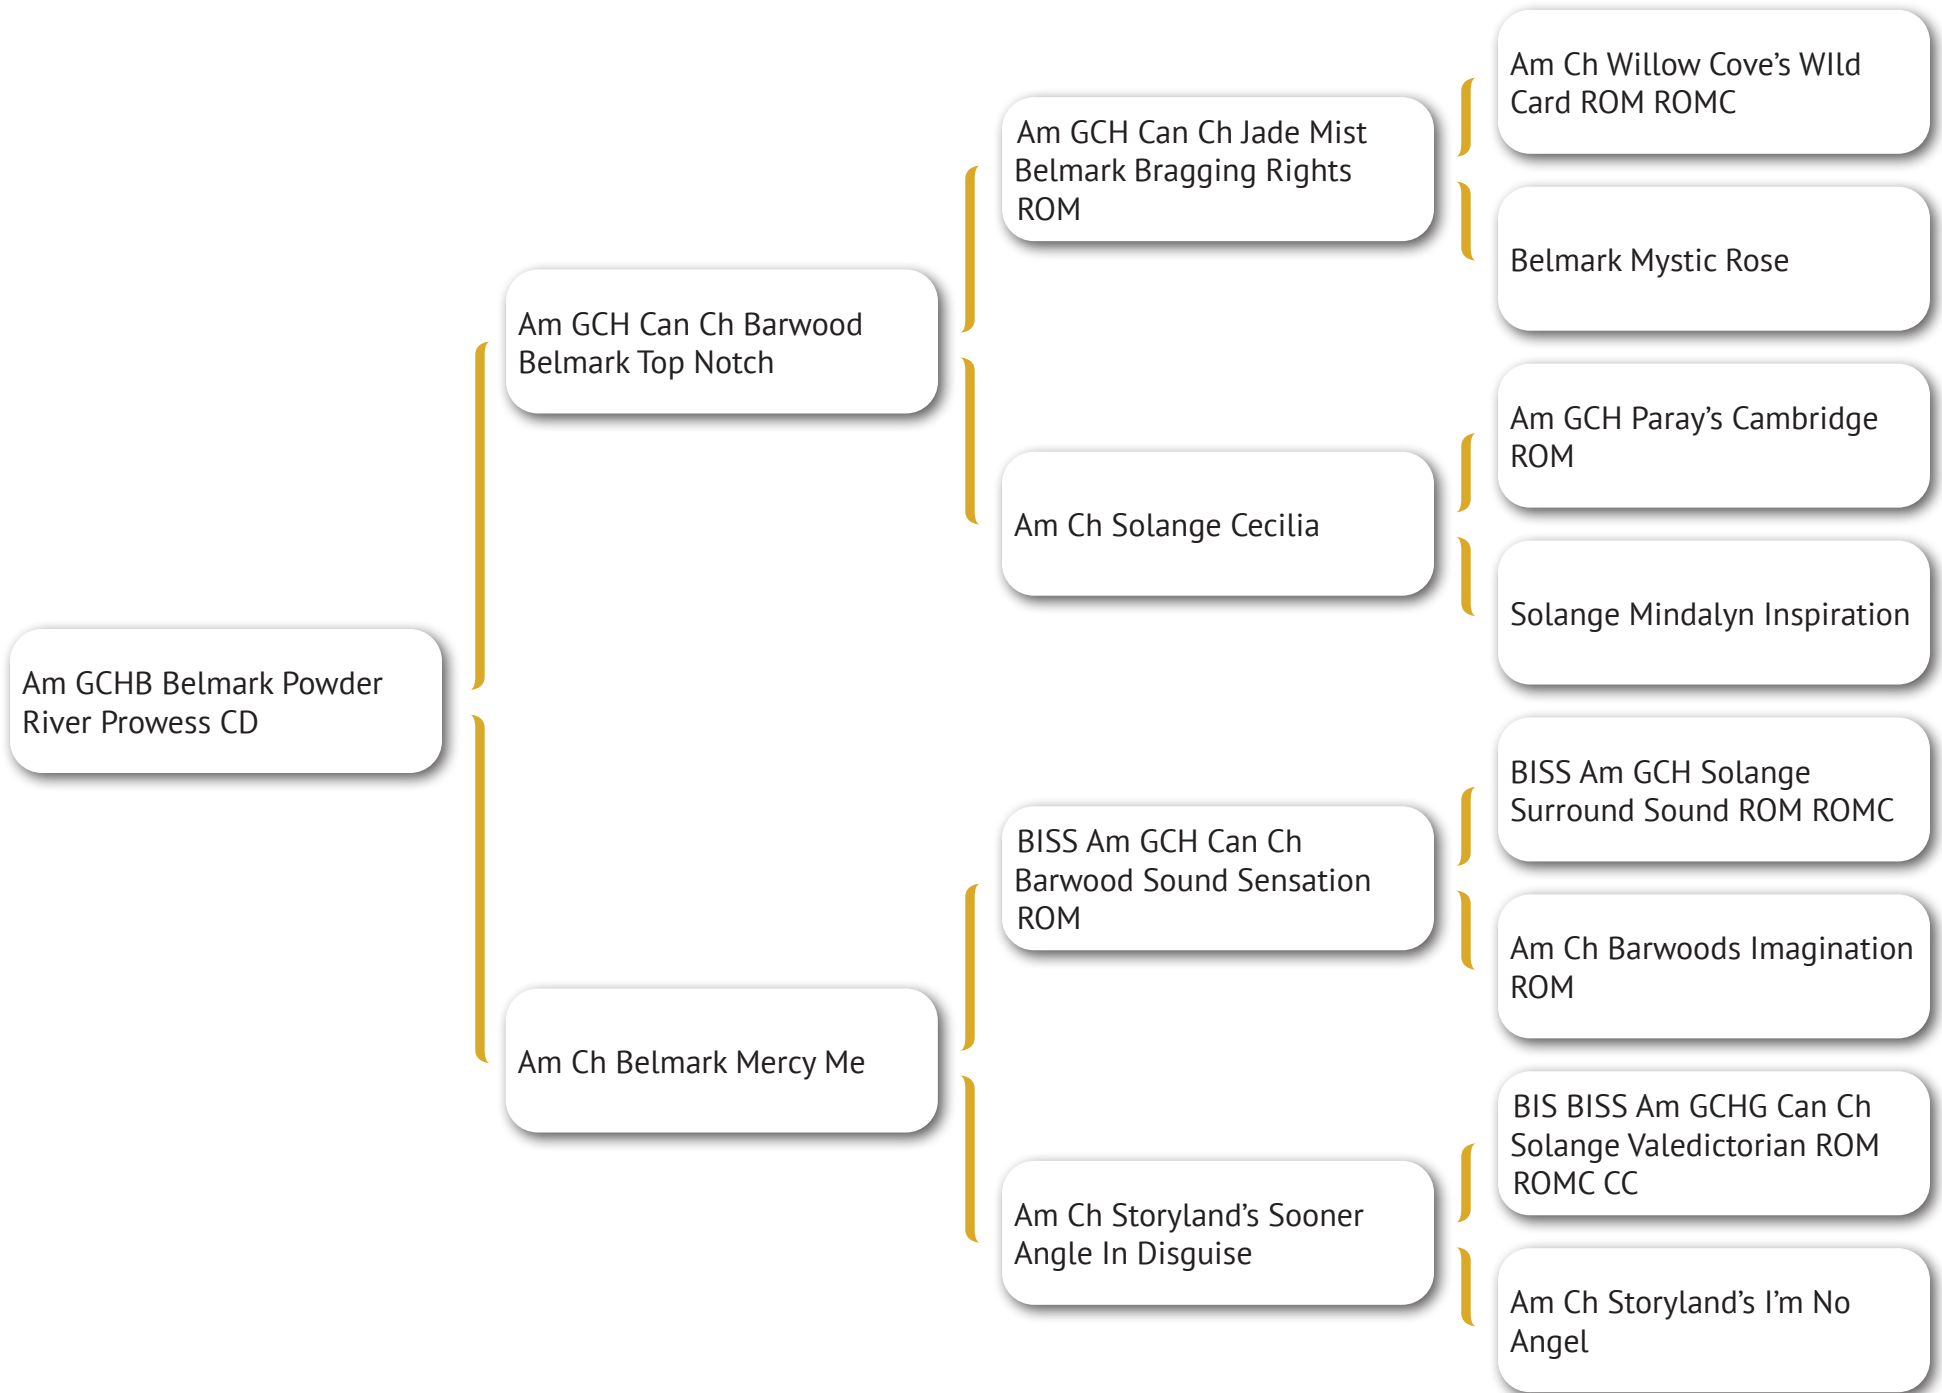 Am GCHB Belmark Powder
River Prowess CD
Am GCH Can Ch Barwood
Belmark Top Notch
Am Ch Belmark Mercy Me
Am GCH Can Ch Jade Mist
Belmark Bragging Rights
ROM
Am Ch Solange Cecilia
BISS Am GCH Can Ch
Barwood Sound Sensation
ROM
Am Ch Storyland’s Sooner
Angle In Disguise
Am Ch Willow Cove’s WIld
Card ROM ROMC
Belmark Mystic Rose
Am GCH Paray’s Cambridge
ROM
Solange Mindalyn Inspiration
BISS Am GCH Solange
Surround Sound ROM ROMC
Am Ch Barwoods Imagination
ROM
BIS BISS Am GCHG Can Ch
Solange Valedictorian ROM
ROMC CC
Am Ch Storyland’s I’m No
Angel